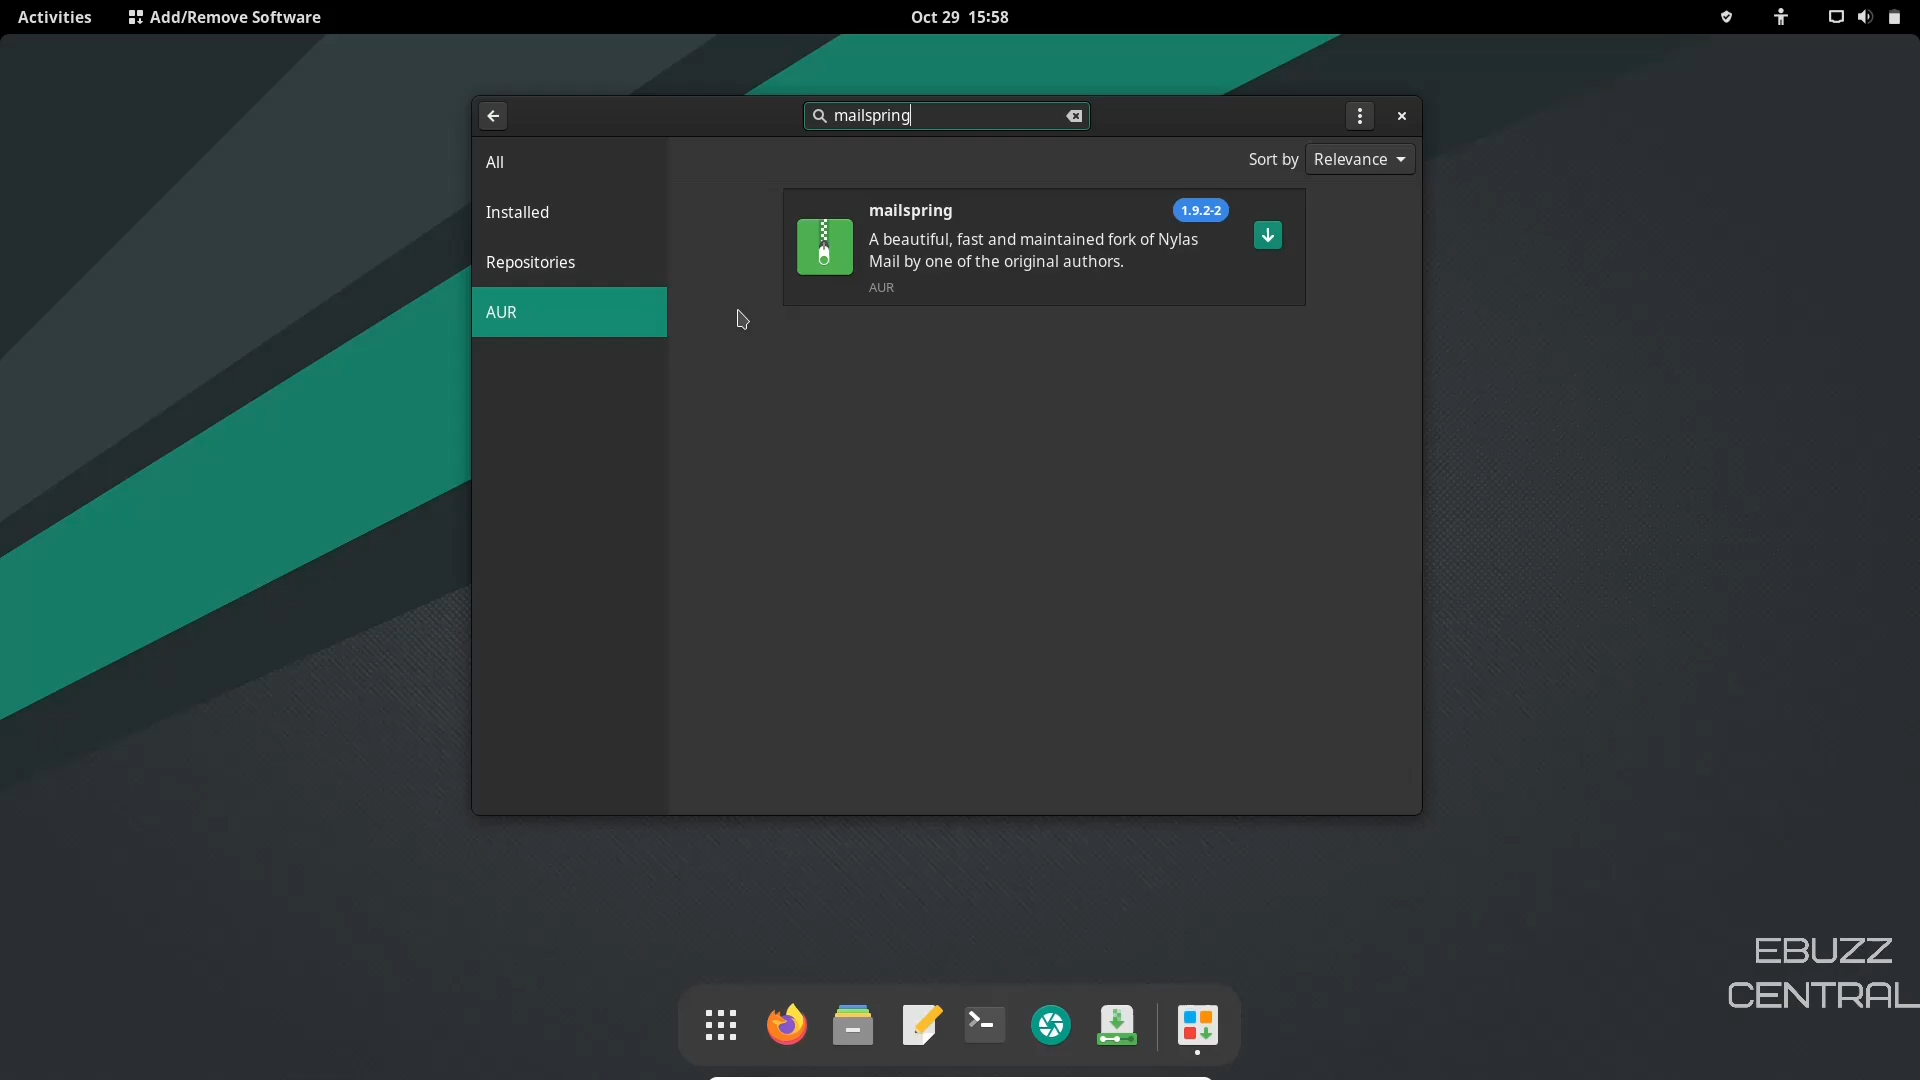 Activities
Add/Remove Software
Oct 29 15:58
mailspring
All
Installed
Repositories
AUR
Sort by
Relevance
mailspring
1.9.2-2
A beautiful, fast and maintained fork of Nylas
Mail by one of the original authors.
AUR
EBUZZ
CENTRAL